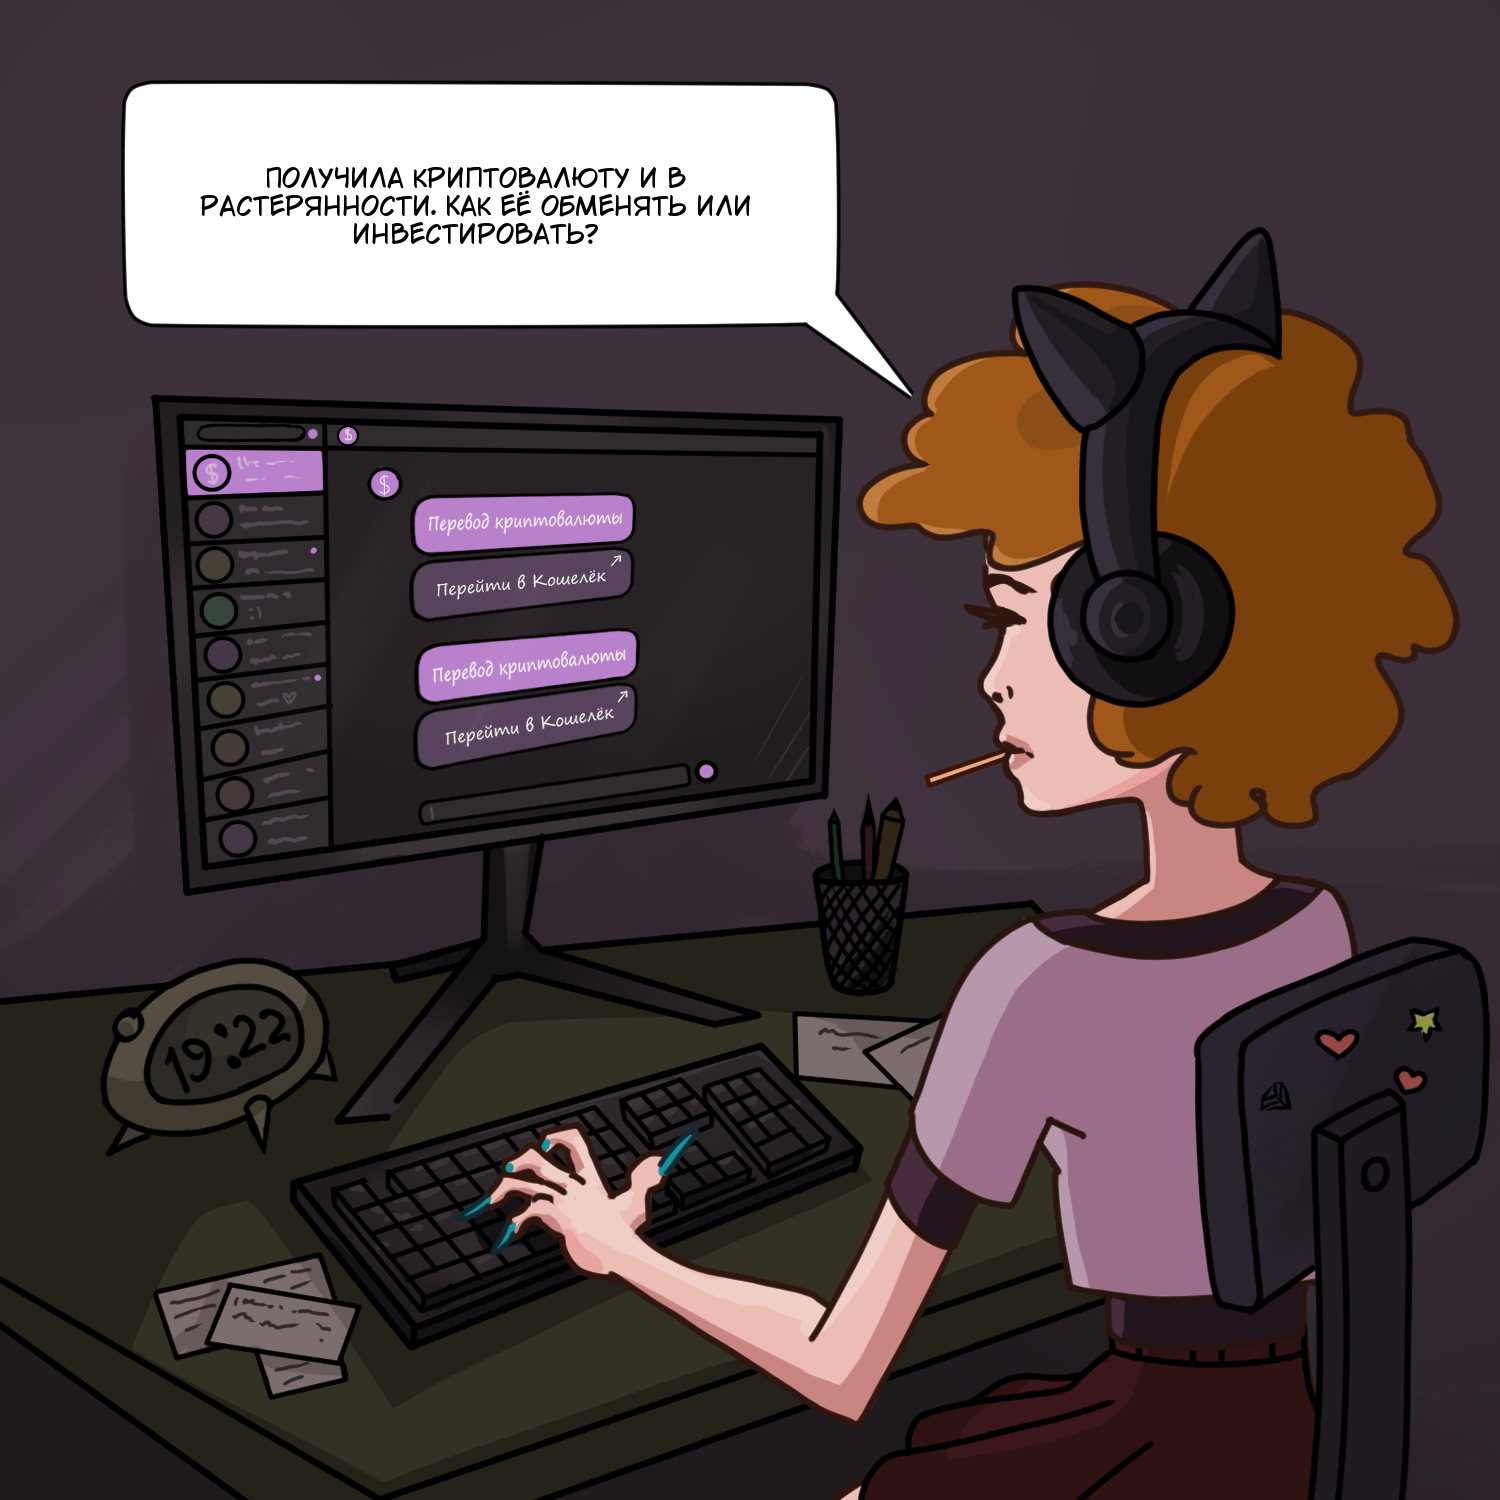 ПОЛУЧИЛА КРИПТОВАЛЮТУ И В
РАСТЕРЯННОСТИ. КАК ЕЁ ОБМЕНЯТЬ ИЛИ
ИНВЕСТИРОВАТЬ?
$
$
$
Перевод криптовалюты
Перейти в Кошелёк
Перевод криптовалюты
Перейти в Кошелёк
:)
19:22